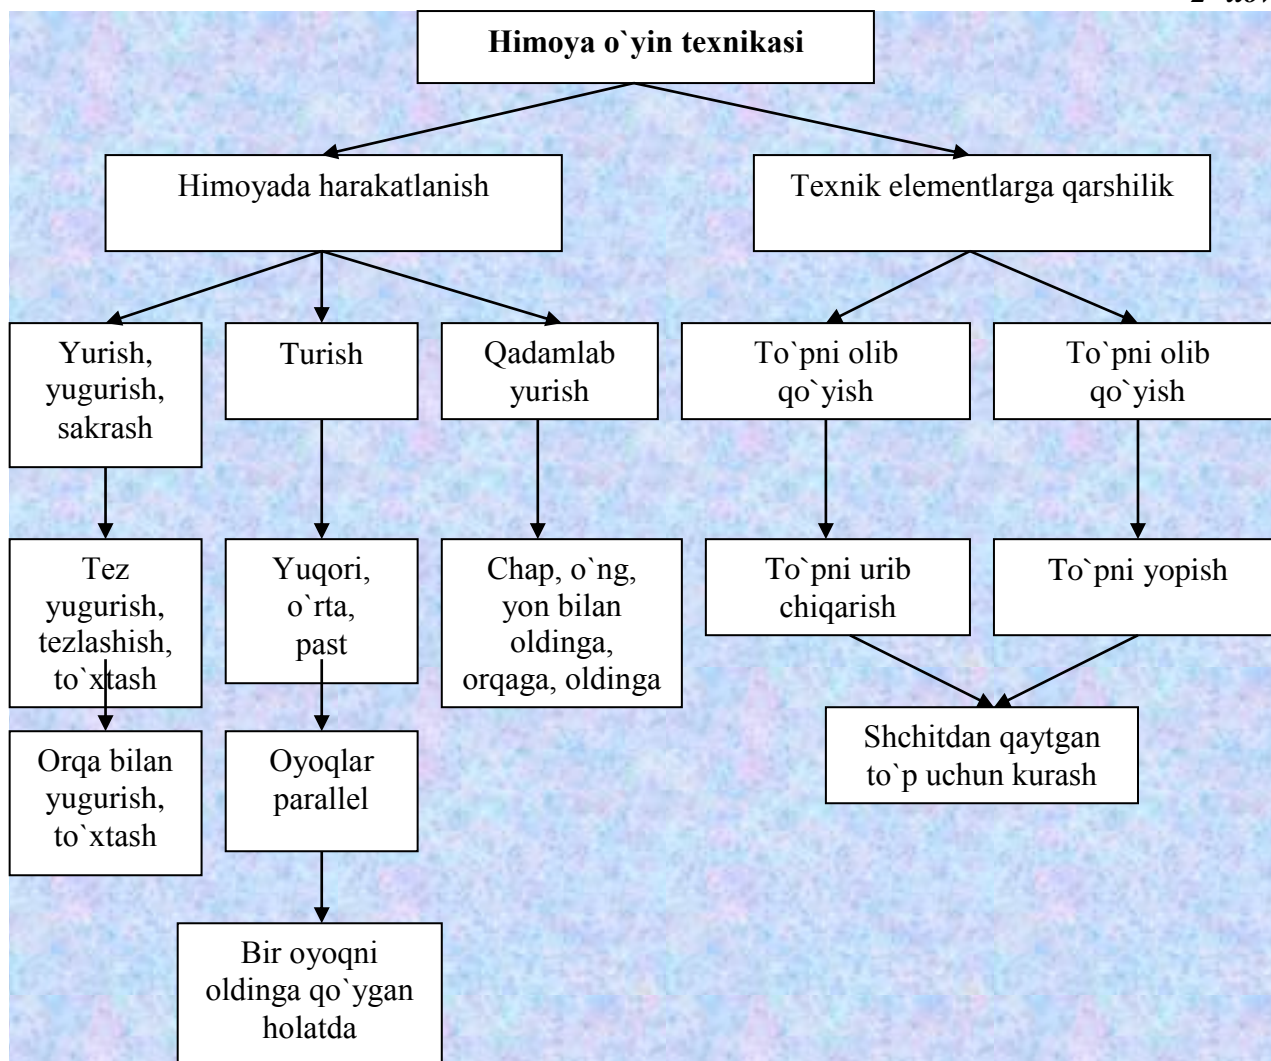 Himoya o`yin texnikasi
Himoyada harakatlanish
Texnik elementlarga qarshilik
Yurish,
yugurish,
sakrash
Turish
Qadamlab
yurish
To`pni olib
qo`yish
To`pni olib
qo`yish
Tez
yugurish,
tezlashish,
to`xtash
Yuqori,
o`rta,
past
Chap, o`ng,
yon bilan
oldinga,
orqaga, oldinga
To`pni urib
chiqarish
To`pni yopish
Orqa bilan
yugurish,
to`xtash
Oyoqlar
parallel
Shchitdan qaytgan
to`p uchun kurash
Bir oyoqni
oldinga qo`ygan
holatda